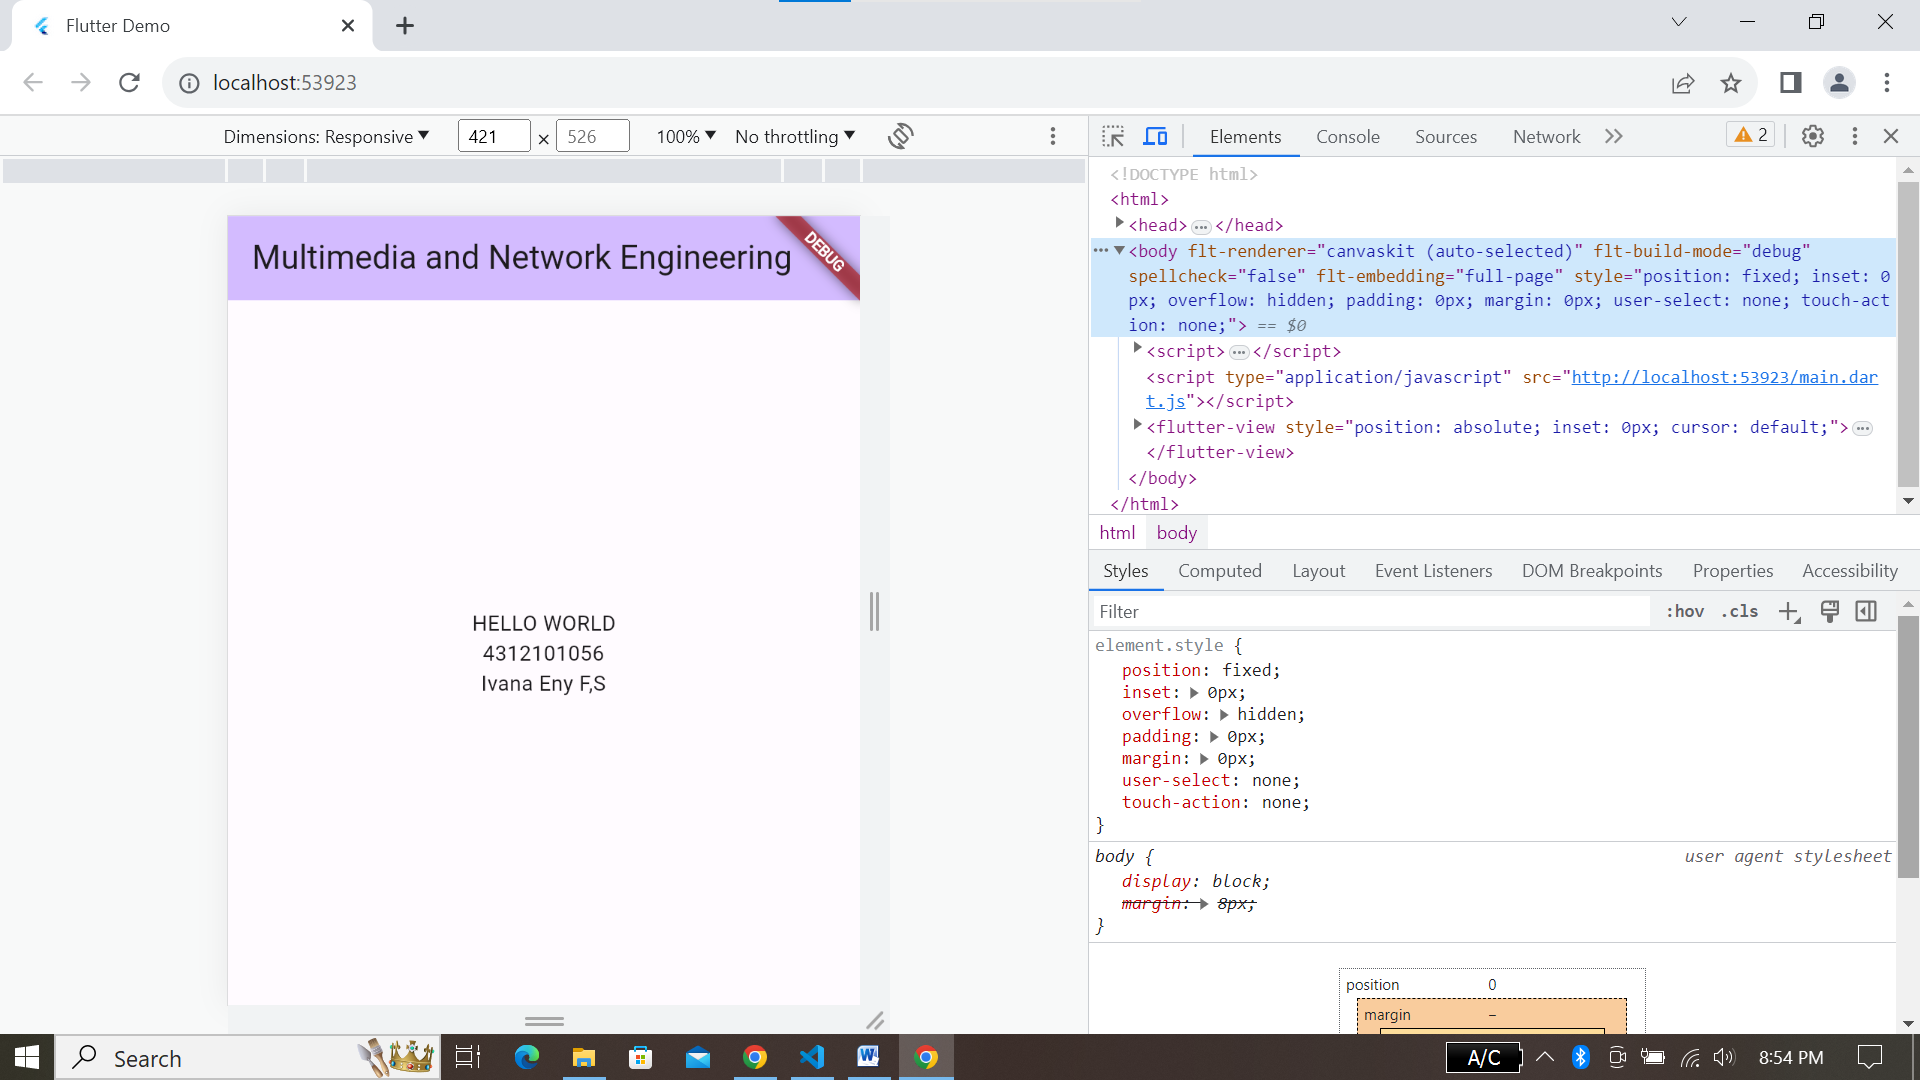 Flutter Demo
localhost:53923
Dimensions: Responsive 421 × 526 100% No throttling
Multimedia and Network Engineering
DEBUG
HELLO WORLD
4312101056
Ivana Eny F,S
Elements Console Sources Network 2
<!DOCTYPE html>
<html>
<head>…</head>
<body flt-renderer="canvaskit (auto-selected)" flt-build-mode="debug"
spellcheck="false" flt-embedding="full-page" style="position: fixed; inset: 0
px; overflow: hidden; padding: 0px; margin: 0px; user-select: none; touch-act
ion: none;"> == $0
<script>…</script>
<script type="application/javascript" src="http://localhost:53923/main.dar
t.js"></script>
<flutter-view style="position: absolute; inset: 0px; cursor: default;">…
</flutter-view>
</body>
</html>
html body
Styles Computed Layout Event Listeners DOM Breakpoints Properties Accessibility
Filter :hov .cls
element.style {
position: fixed;
inset: 0px;
overflow: hidden;
padding: 0px;
margin: 0px;
user-select: none;
touch-action: none;
}
body { user agent stylesheet
display: block;
margin: 8px;
}
position 0
margin –
Search A/C 8:54 PM